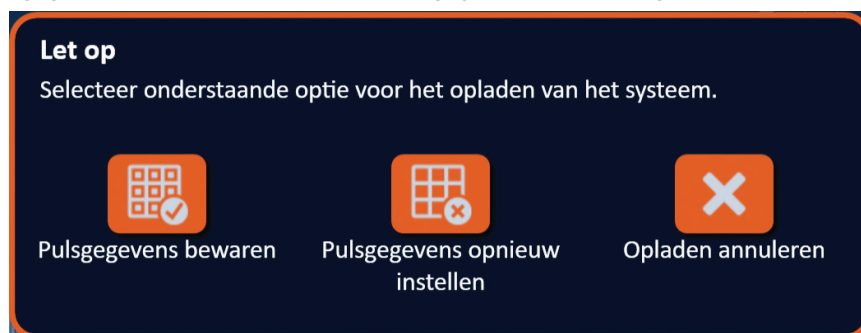 Let op
Selecteer onderstaande optie voor het opladen van het systeem.
Pulsgegevens bewaren
Pulsgegevens opnieuw
instellen
Opladen annuleren